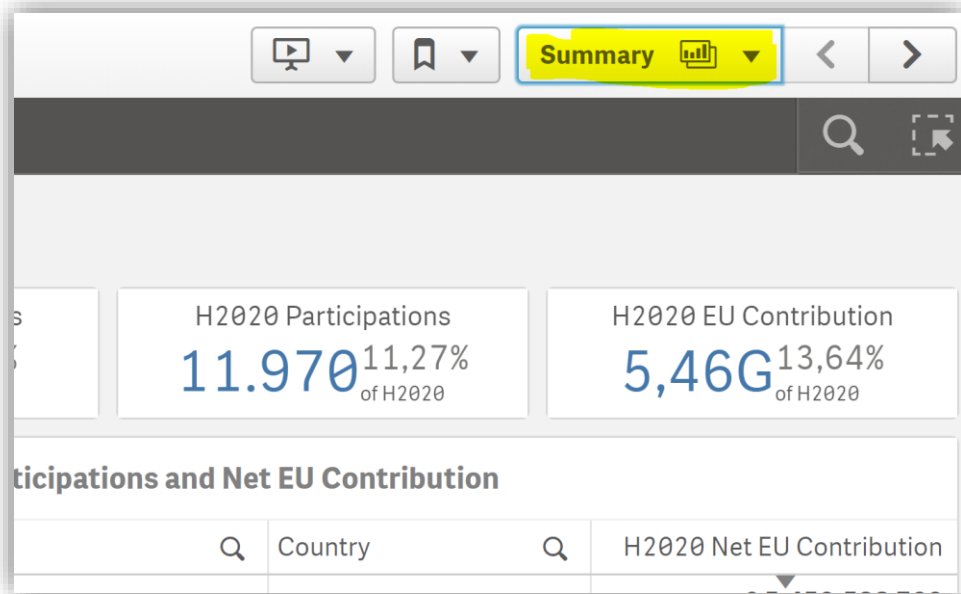 Summary
H2020 Participations
11.970 11,27%
of H2020
H2020 EU Contribution
5,46G 13,64%
of H2020
ticipations and Net EU Contribution
Country
H2020 Net EU Contribution